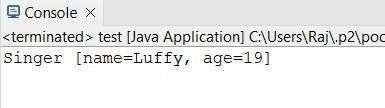 Console
<terminated> test [Java Application] C:\Users\Raj\.p2\poo
Singer [name=Luffy, age=19]